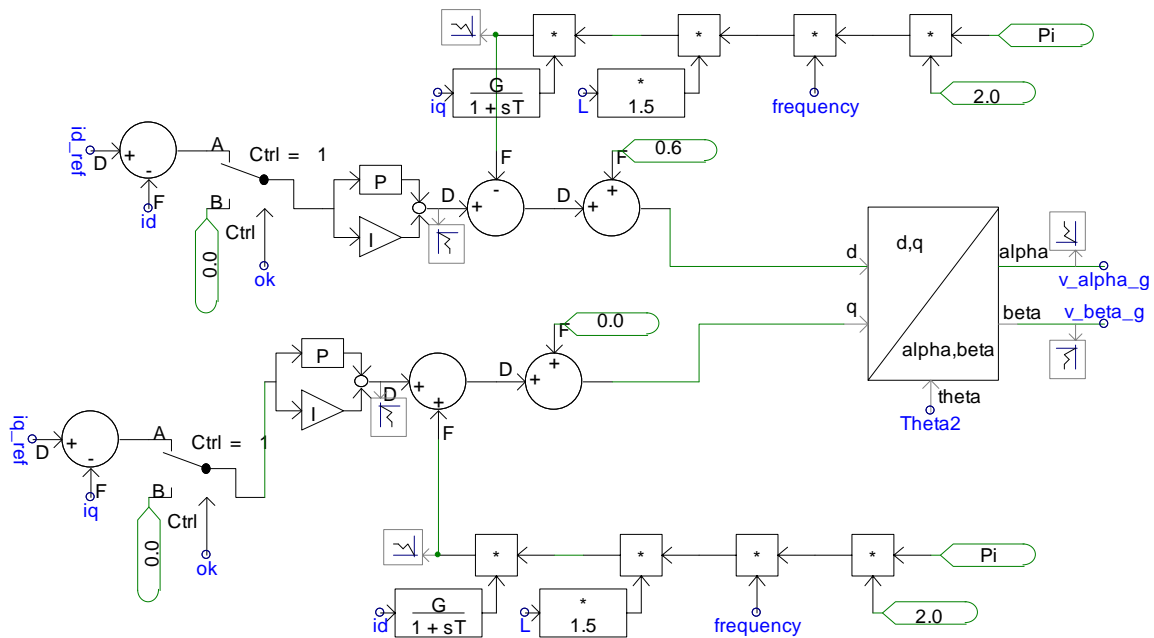 * * * * Pi
iq G 1 + sT L * 1.5 frequency 2.0
id_ref D + - F id
A B Ctrl = 1 Ctrl ok 0.0
P I D + - F D + + F 0.6
d q d,q alpha,beta alpha beta theta Theta2
v_alpha_g
v_beta_g
iq_ref D + - F iq
A B Ctrl = 1 Ctrl ok 0.0
P I D + + F D + + F 0.0
* * * * Pi
id G 1 + sT L * 1.5 frequency 2.0